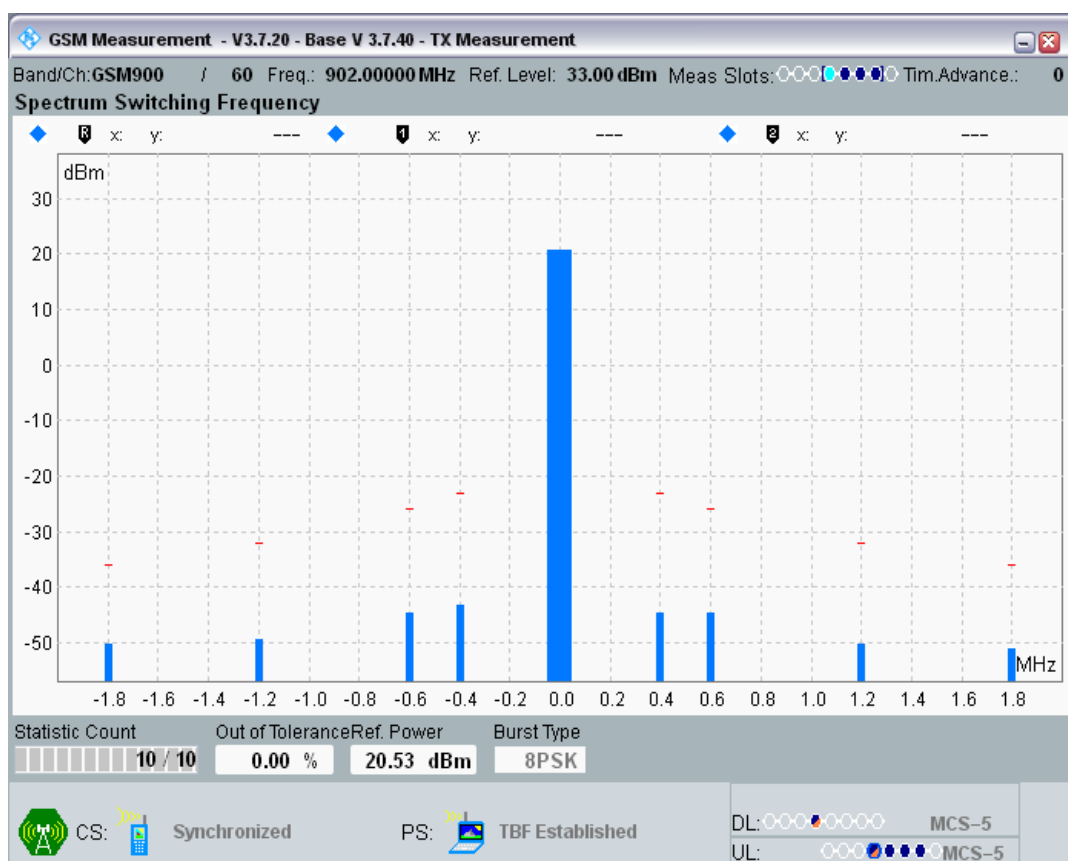 GSM Measurement - V3.7.20 - Base V 3.7.40 - TX Measurement
Band/Ch:GSM900 / 60 Freq.: 902.00000 MHz Ref. Level: 33.00 dBm Meas Slots: Tim.Advance.: 0
Spectrum Switching Frequency
R x: y: --- 1 x: y: --- 2 x: y: ---
dBm
30
20
10
0
-10
-20
-30
-40
-50
MHz
-1.8 -1.6 -1.4 -1.2 -1.0 -0.8 -0.6 -0.4 -0.2 0.0 0.2 0.4 0.6 0.8 1.0 1.2 1.4 1.6 1.8
Statistic Count Out of Tolerance Ref. Power Burst Type
10 / 10 0.00 % 20.53 dBm 8PSK
CS: Synchronized PS: TBF Established
DL: MCS-5
UL: MCS-5